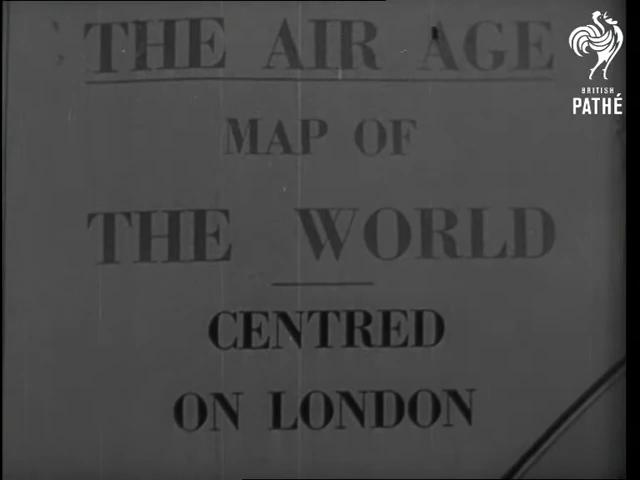 THE AIR AGE
MAP OF
THE WORLD
CENTRED
ON LONDON
BRITISH
PATHÉ